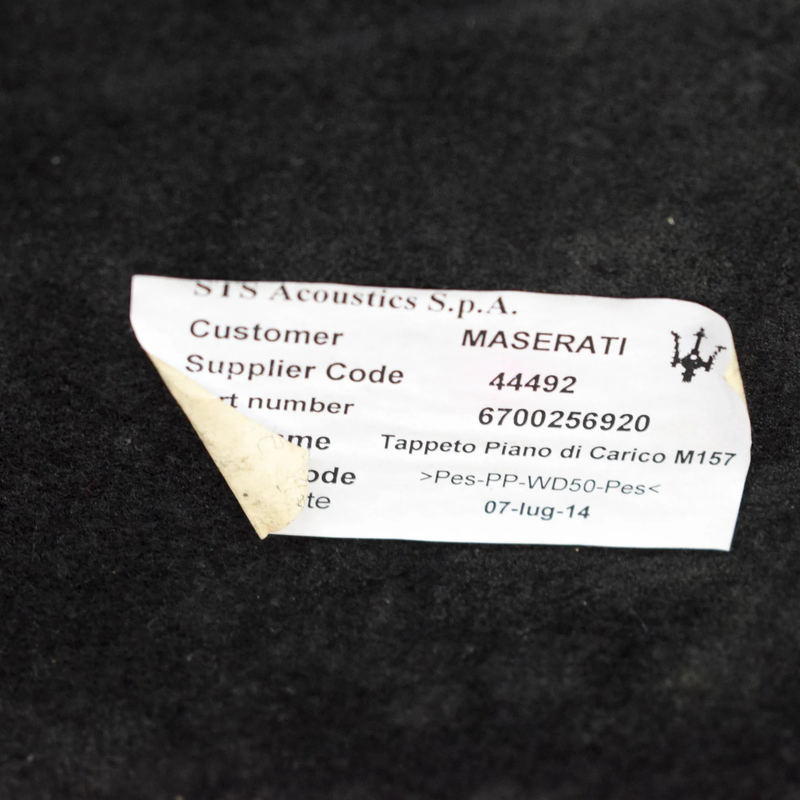 STS Acoustics S.p.A.
Customer MASERATI
Supplier Code 44492
rt number 6700256920
me Tappeto Piano di Carico M157
ode >Pes-PP-WD50-Pes<
te 07-lug-14